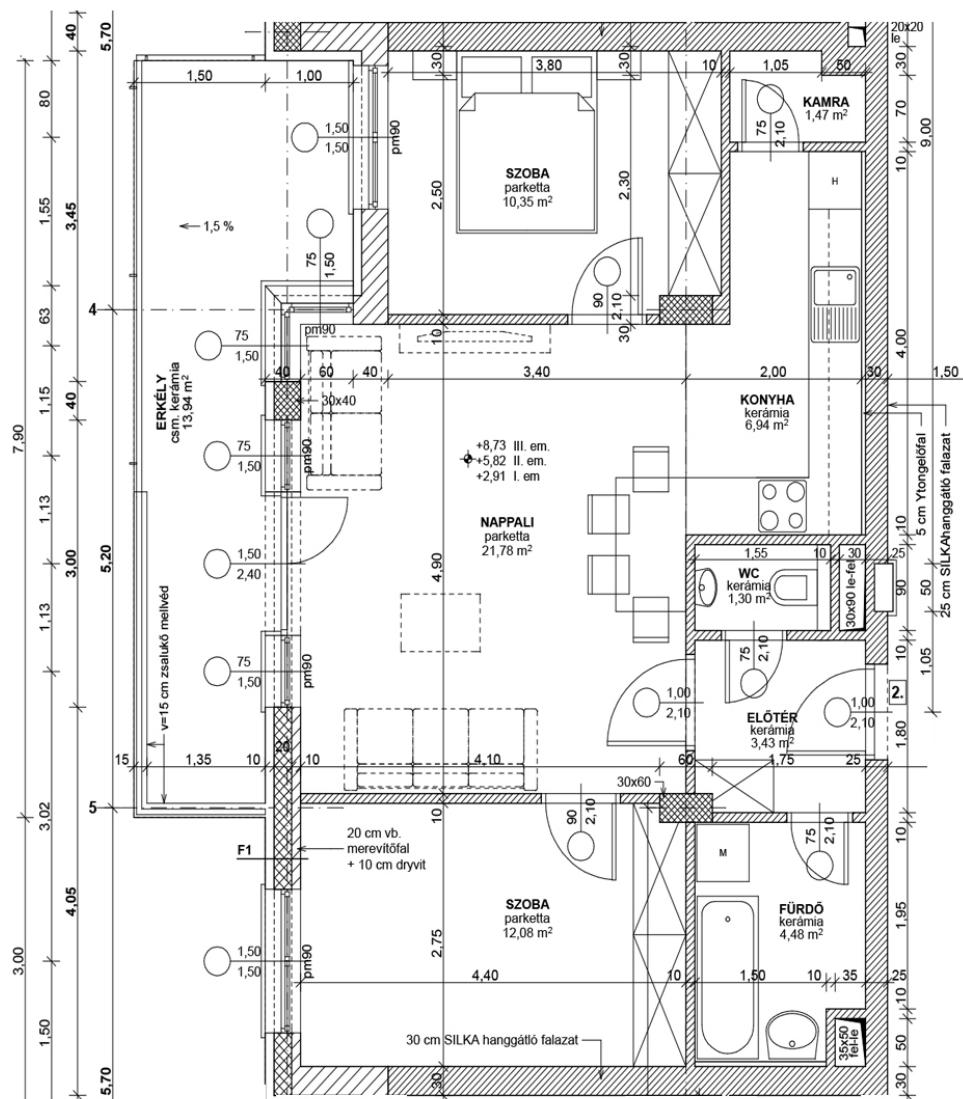 40
5,70
20x20
le
1,50
1,00
30
3,80
30
10
1,05
50
30
80
KAMRA
1,47 m²
70
9,00
1,50
1,50
pm90
75
2,10
10
SZOBA
parketta
10,35 m²
H
2,50
2,30
1,55
3,45
1,5 %
75
1,50
90
2,10
4
63
pm90
10
30
75
1,50
4,00
40
60
40
3,40
2,00
30
1,50
ERKÉLY
csm. kerámia
13,94 m²
1,15
40
30x40
KONYHA
kerámia
6,94 m²
7,90
75
1,50
pm90
+8,73 III. em.
+5,82 II. em.
+2,91 I. em
5 cm Ytongelőfal
25 cm SILKAhanggátló falazat
1,13
NAPPALI
parketta
21,78 m²
10
3,00
5,20
1,50
2,40
4,90
1,55
10
30
25
WC
kerámia
1,30 m²
30x90 le-fel
90
50
1,13
75
1,50
pm90
75
2,10
10
1,05
v=15 cm zsalukő mellvéd
1,00
2,10
ELŐTÉR
kerámia
3,43 m²
1,00
2,10
2.
1,80
15
1,35
10
20
10
4,10
60
1,75
25
30x60
5
3,02
10
90
2,10
75
2,10
10
F1
20 cm vb.
merevítőfal
+ 10 cm dryvit
M
4,05
SZOBA
parketta
12,08 m²
FÜRDŐ
kerámia
4,48 m²
1,95
3,00
1,50
1,50
pm90
2,75
4,40
10
1,50
10
35
25
10
1,50
30 cm SILKA hanggátló falazat
35x50
fel-le
50
5,70
30
30